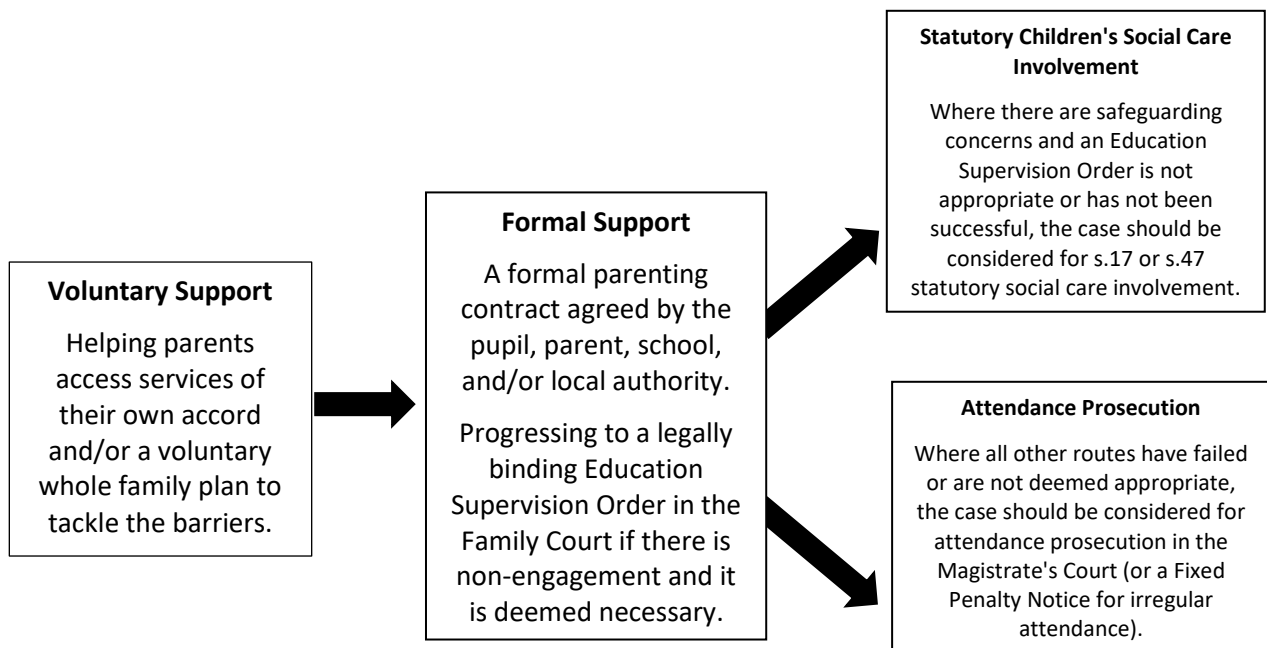 Voluntary Support
Helping parents
access services of
their own accord
and/or a voluntary
whole family plan to
tackle the barriers.
Formal Support
A formal parenting
contract agreed by the
pupil, parent, school,
and/or local authority.
Progressing to a legally
binding Education
Supervision Order in the
Family Court if there is
non-engagement and it
is deemed necessary.
Statutory Children's Social Care
Involvement
Where there are safeguarding
concerns and an Education
Supervision Order is not
appropriate or has not been
successful, the case should be
considered for s.17 or s.47
statutory social care involvement.
Attendance Prosecution
Where all other routes have failed
or are not deemed appropriate,
the case should be considered for
attendance prosecution in the
Magistrate's Court (or a Fixed
Penalty Notice for irregular
attendance).